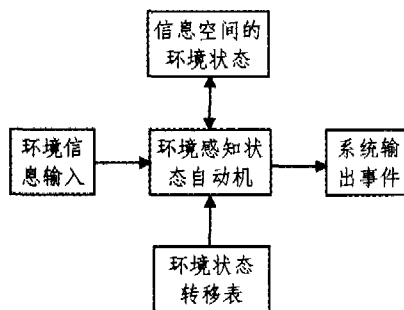 信息空间的
环境状态
环境信
息输入
环境感知状
态自动机
系统输
出事件
环境状态
转移表